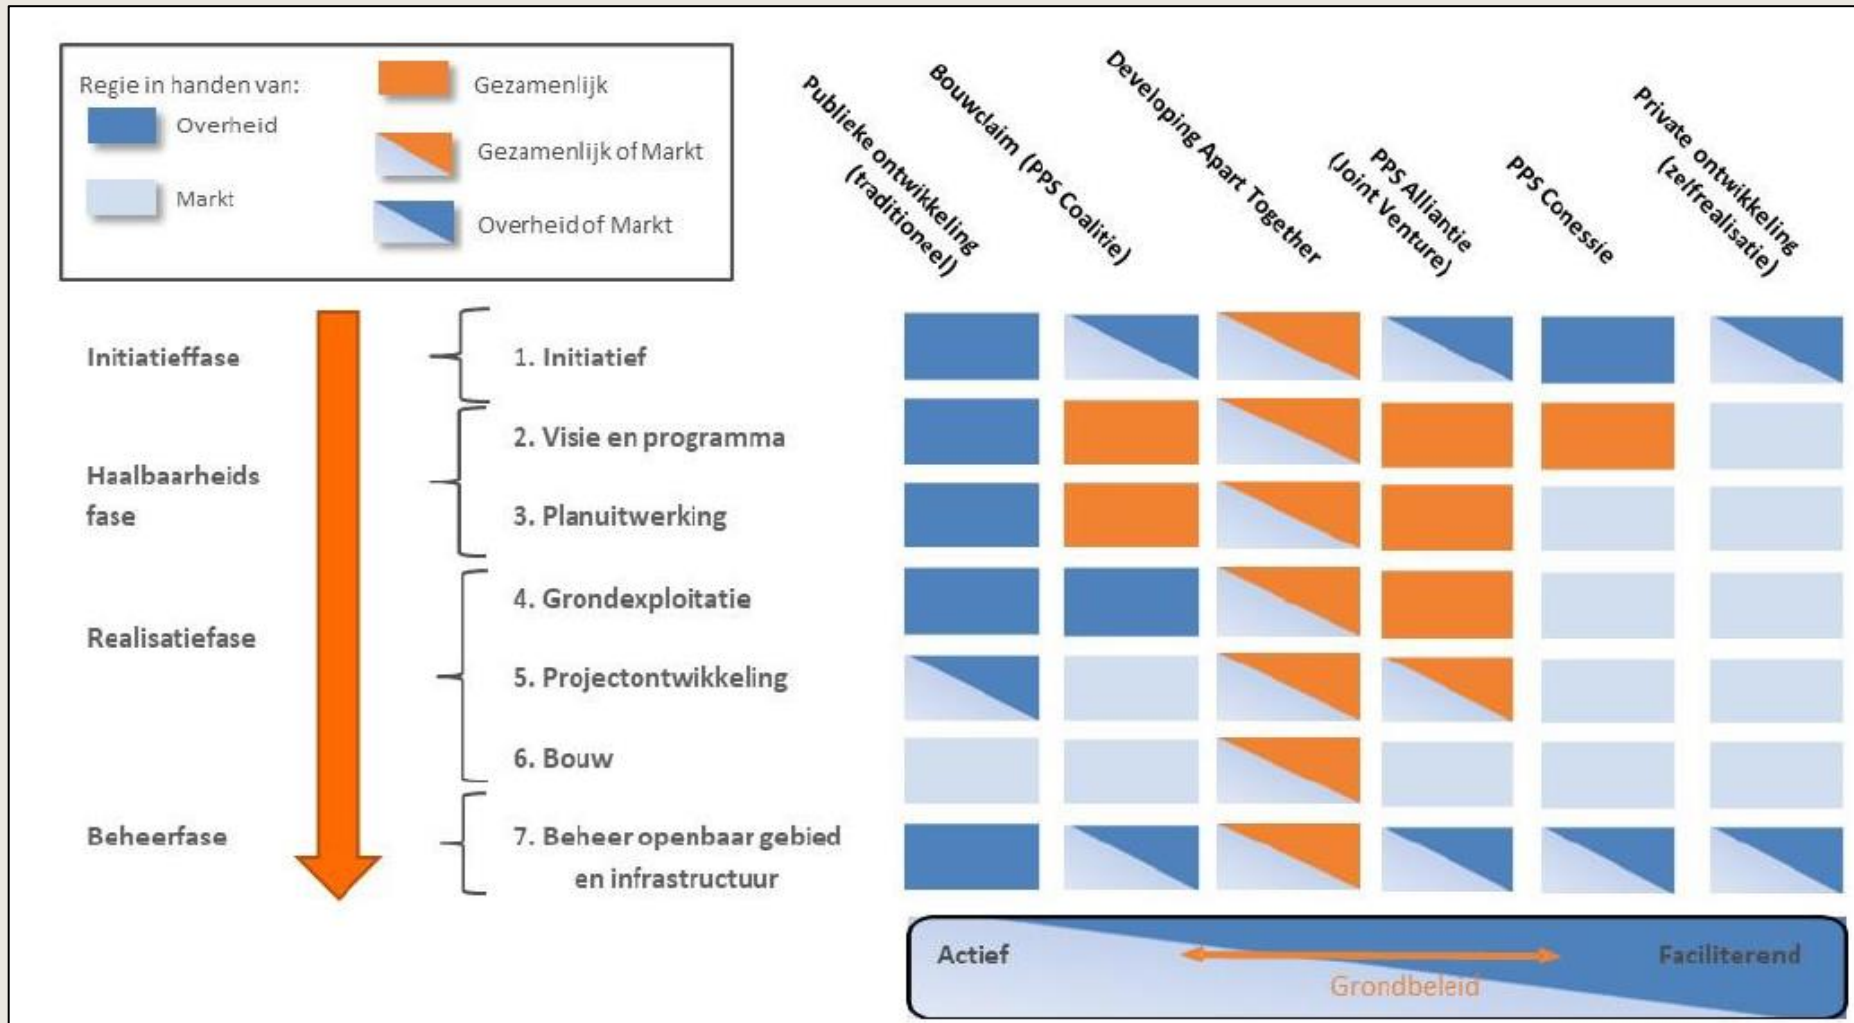 Regie in handen van:
Overheid
Markt
Gezamenlijk
Gezamenlijk of Markt
Overheid of Markt
Publieke ontwikkeling
(traditioneel)
Bouwclaim (PPS Coalitie)
Developing Apart Together
PPS Alliantie
(Joint Venture)
PPS Conessie
Private ontwikkeling
(zelfrealisatie)
Initiatieffase
1. Initiatief
Haalbaarheids
fase
2. Visie en programma
3. Planuitwerking
Realisatiefase
4. Grondexploitatie
5. Projectontwikkeling
6. Bouw
Beheerfase
7. Beheer openbaar gebied
en infrastructuur
Actief
Faciliterend
Grondbeleid